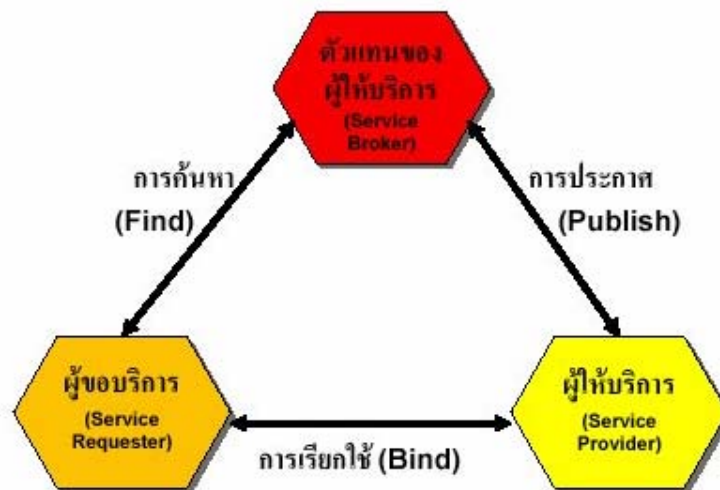 ตัวแทนของ
ผู้ให้บริการ
(Service
Broker)
การค้นหา
(Find)
การประกาศ
(Publish)
ผู้ขอบริการ
(Service
Requester)
ผู้ให้บริการ
(Service
Provider)
การเรียกใช้ (Bind)